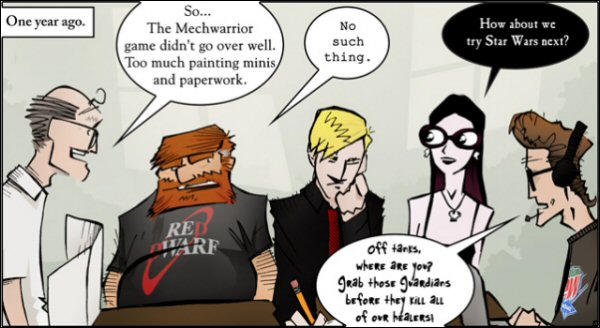 One year ago.
So...
The Mechwarrior
game didn't go over well.
Too much painting minis
and paperwork.
No
such
thing.
How about we
try Star Wars next?
RED
DWARF
Off tanks,
where are you?
Grab those Guardians
before they kill all
of our healers!